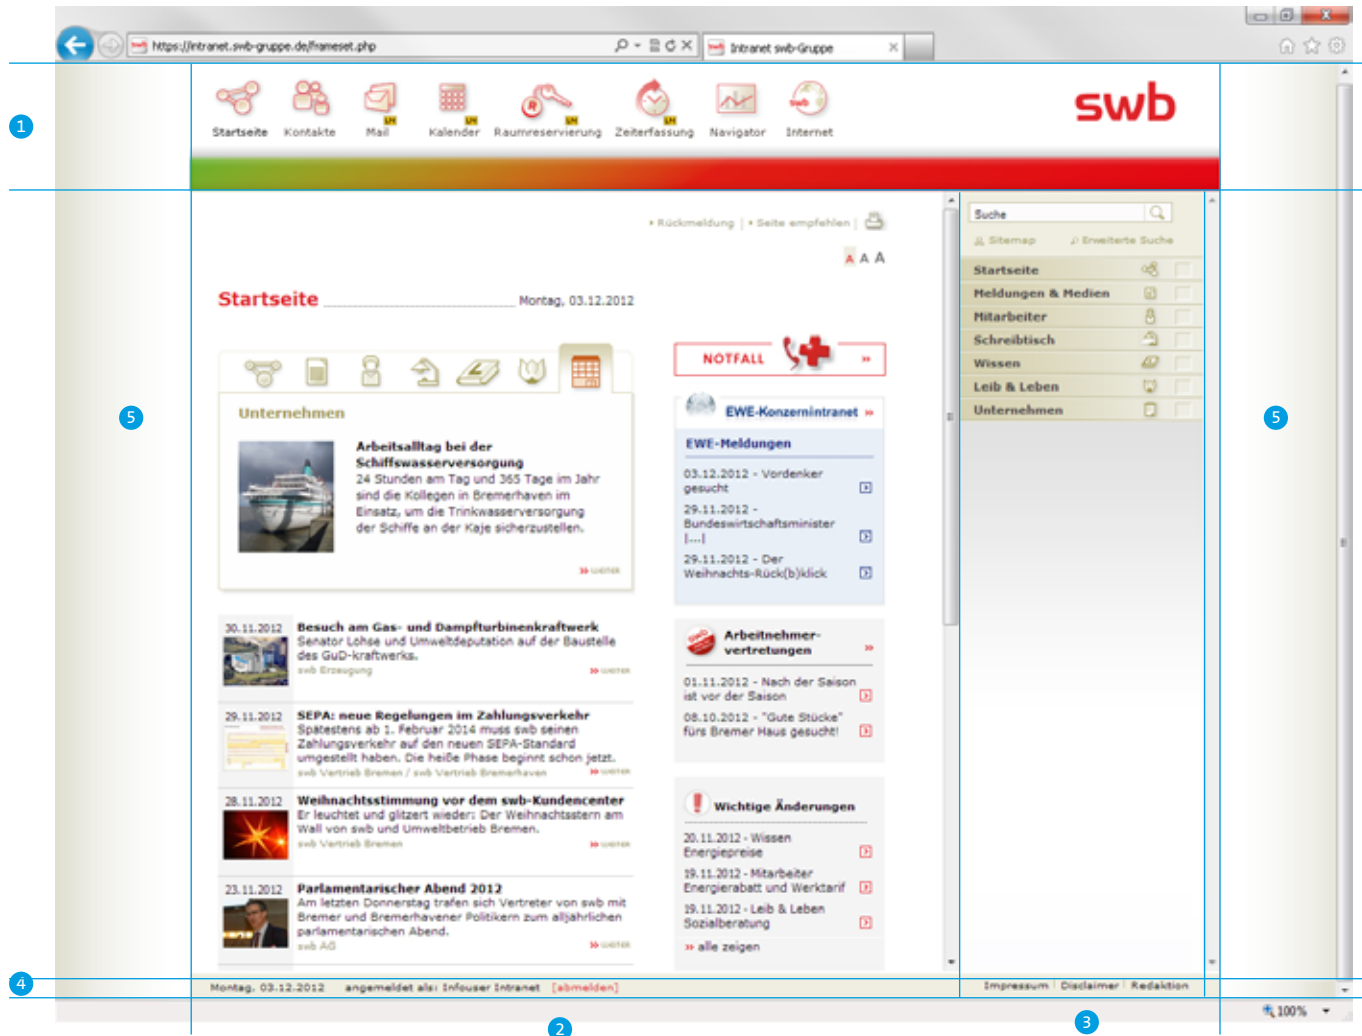 https://intranet.swb-gruppe.de/frameset.php
Intranet swb-Gruppe
1
Startseite
Kontakte
Mail
Kalender
Raumreservierung
Zeiterfassung
Navigator
Internet
swb
Rückmeldung | Seite empfehlen |
A A A
Startseite
Montag, 03.12.2012
Unternehmen
Arbeitsalltag bei der
Schiffswasserversorgung
24 Stunden am Tag und 365 Tage im Jahr
sind die Kollegen in Bremerhaven im
Einsatz, um die Trinkwasserversorgung
der Schiffe an der Kaje sicherzustellen.
» weiter
30.11.2012
Besuch am Gas- und Dampfturbinenkraftwerk
Senator Lohse und Umweltdeputation auf der Baustelle
des GuD-kraftwerks.
swb Erzeugung
» weiter
29.11.2012
SEPA: neue Regelungen im Zahlungsverkehr
Spätestens ab 1. Februar 2014 muss swb seinen
Zahlungsverkehr auf den neuen SEPA-Standard
umgestellt haben. Die heiße Phase beginnt schon jetzt.
swb Vertrieb Bremen / swb Vertrieb Bremerhaven
» weiter
28.11.2012
Weihnachtsstimmung vor dem swb-Kundencenter
Er leuchtet und glitzert wieder: Der Weihnachtsstern am
Wall von swb und Umweltbetrieb Bremen.
swb Vertrieb Bremen
» weiter
23.11.2012
Parlamentarischer Abend 2012
Am letzten Donnerstag trafen sich Vertreter von swb mit
Bremer und Bremerhavener Politikern zum alljährlichen
parlamentarischen Abend.
swb AG
» weiter
NOTFALL »
EWE-Konzernintranet »
EWE-Meldungen
03.12.2012 - Vordenker
gesucht
29.11.2012 -
Bundeswirtschaftsminister
[...]
29.11.2012 - Der
Weihnachts-Rück(b)klick
Arbeitnehmer-
vertretungen »
01.11.2012 - Nach der Saison
ist vor der Saison
08.10.2012 - "Gute Stücke"
fürs Bremer Haus gesucht!
Wichtige Änderungen
20.11.2012 - Wissen
Energiepreise
19.11.2012 - Mitarbeiter
Energierabatt und Werktarif
19.11.2012 - Leib & Leben
Sozialberatung
» alle zeigen
Suche
Sitemap
Erweiterte Suche
Startseite
Meldungen & Medien
Mitarbeiter
Schreibtisch
Wissen
Leib & Leben
Unternehmen
5
5
4
Montag, 03.12.2012
angemeldet als: Infouser Intranet [abmelden]
Impressum | Disclaimer | Redaktion
100%
2
3